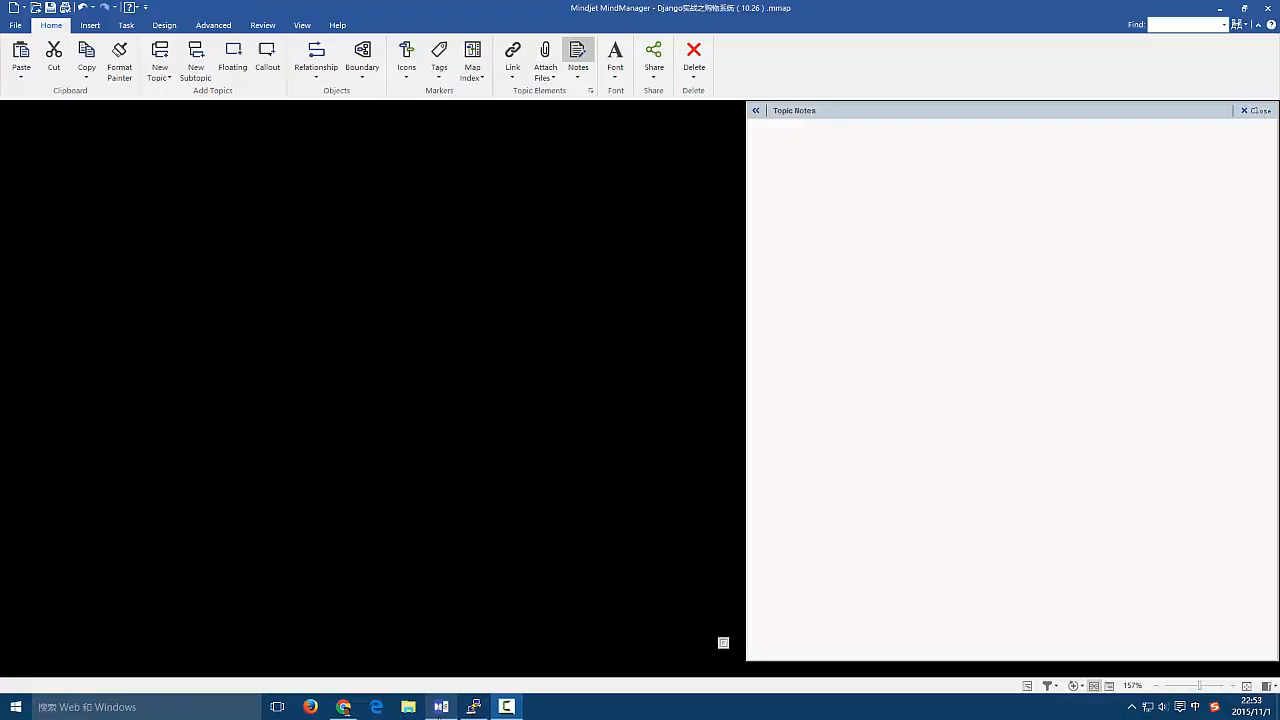 Mindjet MindManager - Django实战之购物系统 ( 10.26 ) .mmap
File Home Insert Task Design Advanced Review View Help Find:
Paste Cut Copy Format Painter New Topic New Subtopic Floating Callout Relationship Boundary Icons Tags Map Index Link Attach Files Notes Font Share Delete
Clipboard Add Topics Objects Markers Topic Elements Font Share Delete
« Topic Notes × Close
157%
搜索 Web 和 Windows
中
22:53
2015/11/1